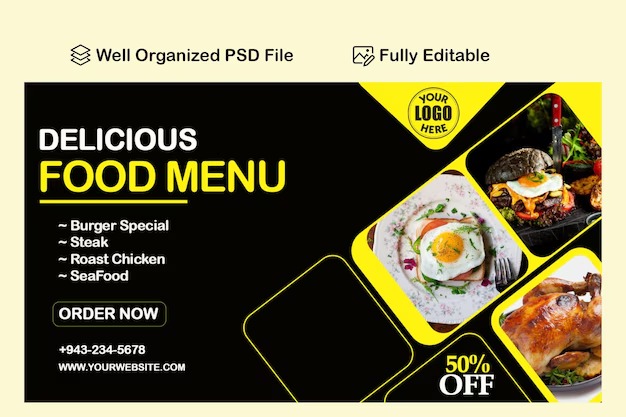 Well Organized PSD File
Fully Editable
YOUR
LOGO
HERE
DELICIOUS
FOOD MENU
~ Burger Special
~ Steak
~ Roast Chicken
~ SeaFood
ORDER NOW
+943-234-5678
WWW.YOURWEBSITE.COM
50%
OFF